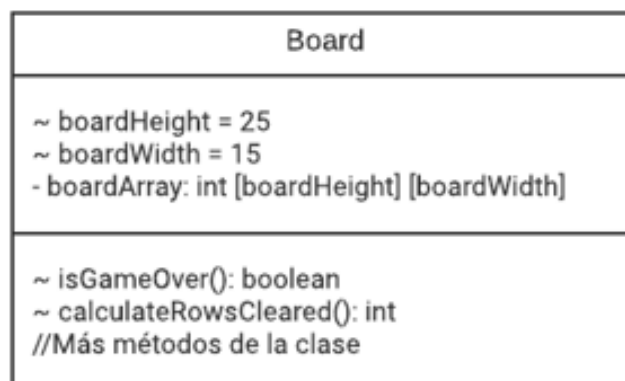 Board
~ boardHeight = 25
~ boardWidth = 15
- boardArray: int [boardHeight] [boardWidth]
~ isGameOver(): boolean
~ calculateRowsCleared(): int
//Más métodos de la clase